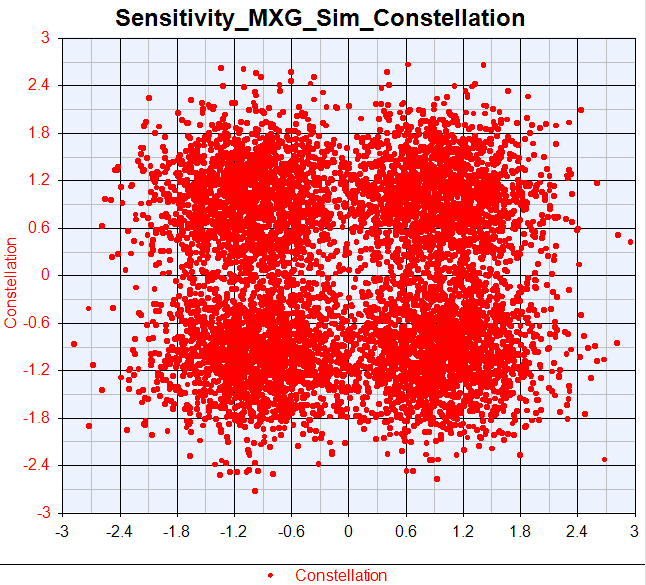 Sensitivity_MXG_Sim_Constellation
3
2.4
1.8
1.2
0.6
0
-0.6
-1.2
-1.8
-2.4
-3
Constellation
-3 -2.4 -1.8 -1.2 -0.6 0 0.6 1.2 1.8 2.4 3
Constellation